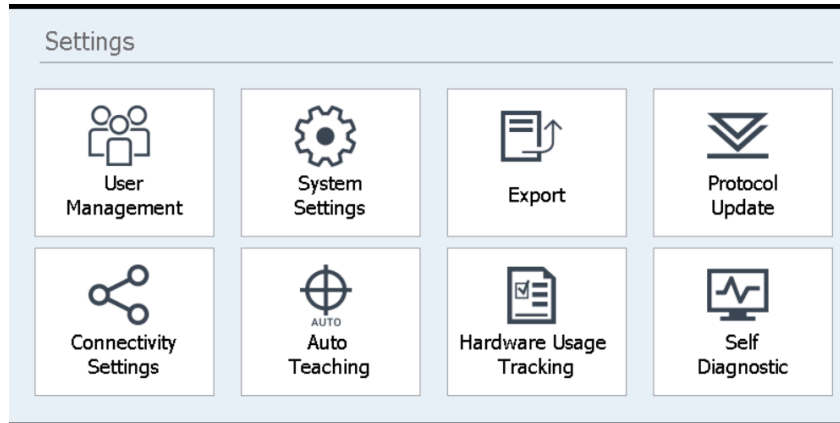 Settings
User
Management
System
Settings
Export
Protocol
Update
Connectivity
Settings
AUTO
Auto
Teaching
Hardware Usage
Tracking
Self
Diagnostic